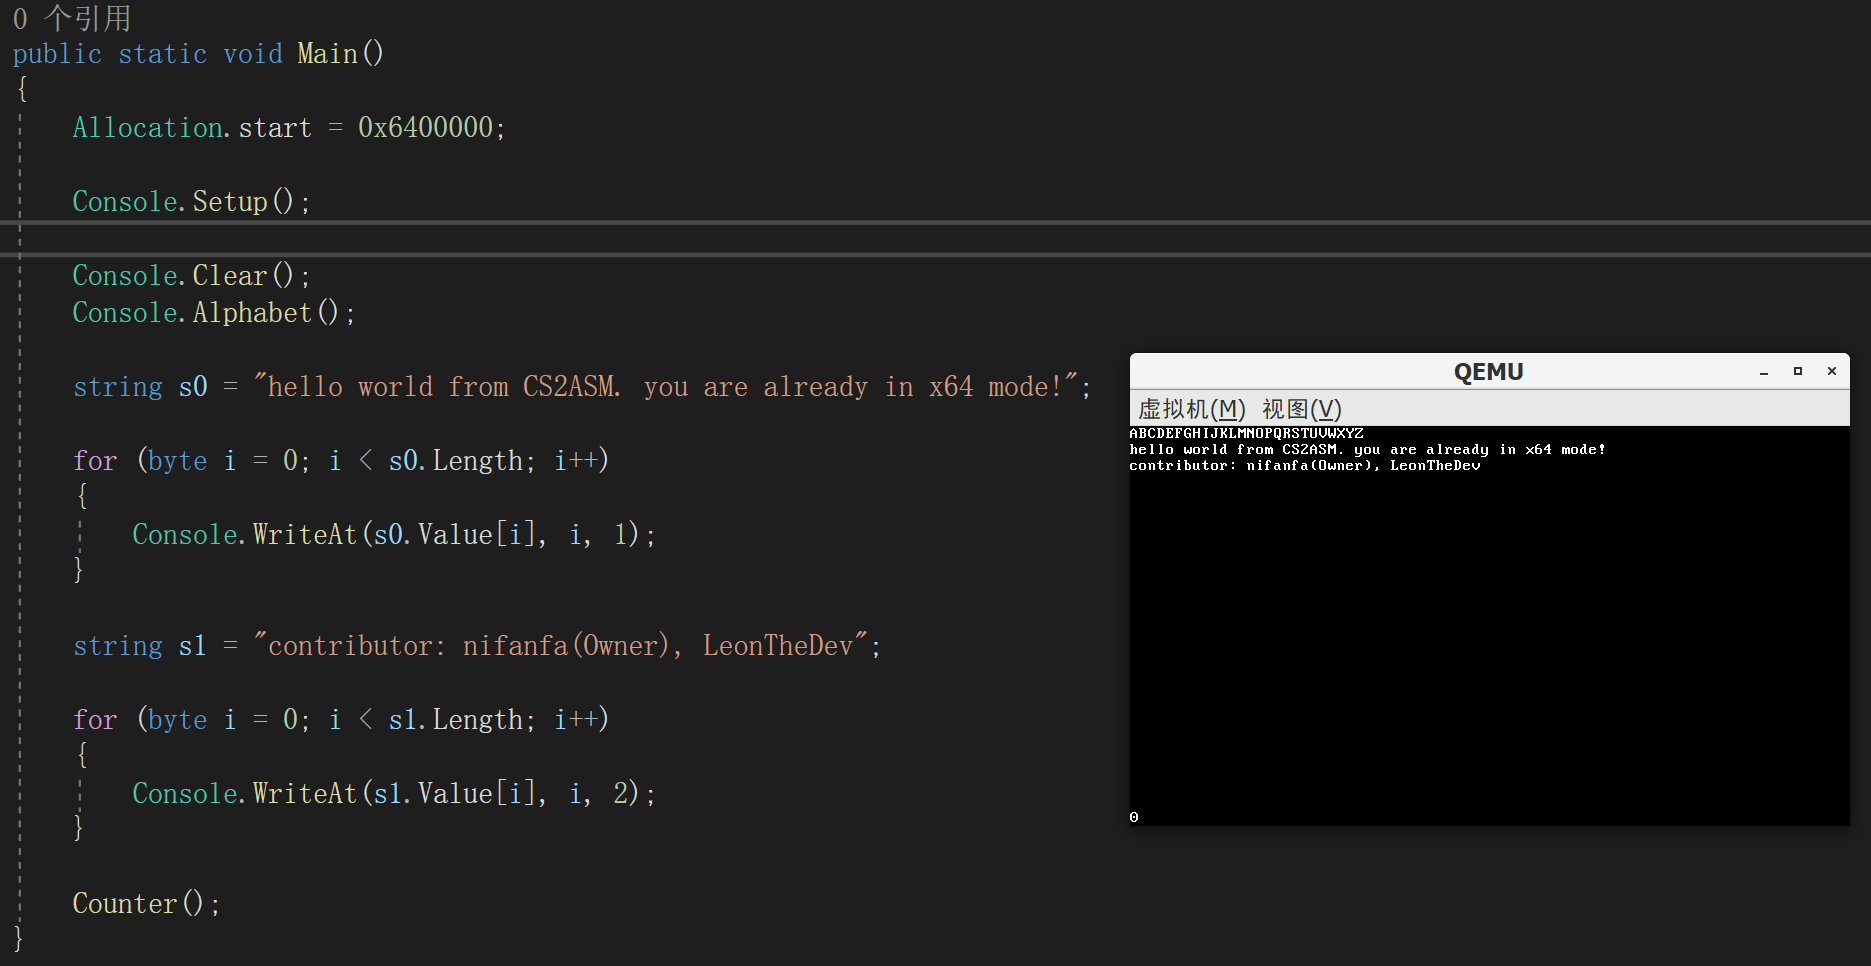 0 个引用
public static void Main()
{
Allocation.start = 0x6400000;
Console.Setup();
Console.Clear();
Console.Alphabet();
string s0 = "hello world from CS2ASM. you are already in x64 mode!";
for (byte i = 0; i < s0.Length; i++)
{
Console.WriteAt(s0.Value[i], i, 1);
}
string s1 = "contributor: nifanfa(Owner), LeonTheDev";
for (byte i = 0; i < s1.Length; i++)
{
Console.WriteAt(s1.Value[i], i, 2);
}
Counter();
}
QEMU
虚拟机(M) 视图(V)
ABCDEFGHIJKLMNOPQRSTUVWXYZ
hello world from CS2ASM. you are already in x64 mode!
contributor: nifanfa(Owner), LeonTheDev
0